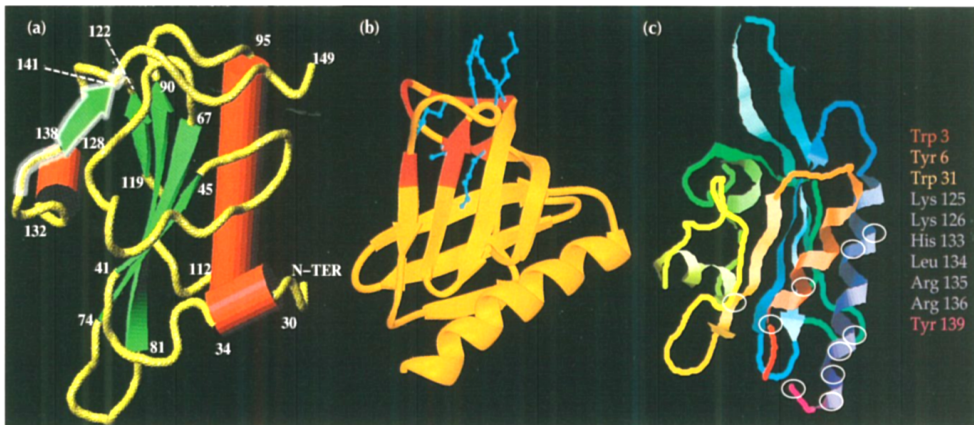 (a)
122
141
95
149
90
138
128
67
119
45
132
41
112
N–TER
74
81
34
30
(b)
(c)
Trp 3
Tyr 6
Trp 31
Lys 125
Lys 126
His 133
Leu 134
Arg 135
Arg 136
Tyr 139